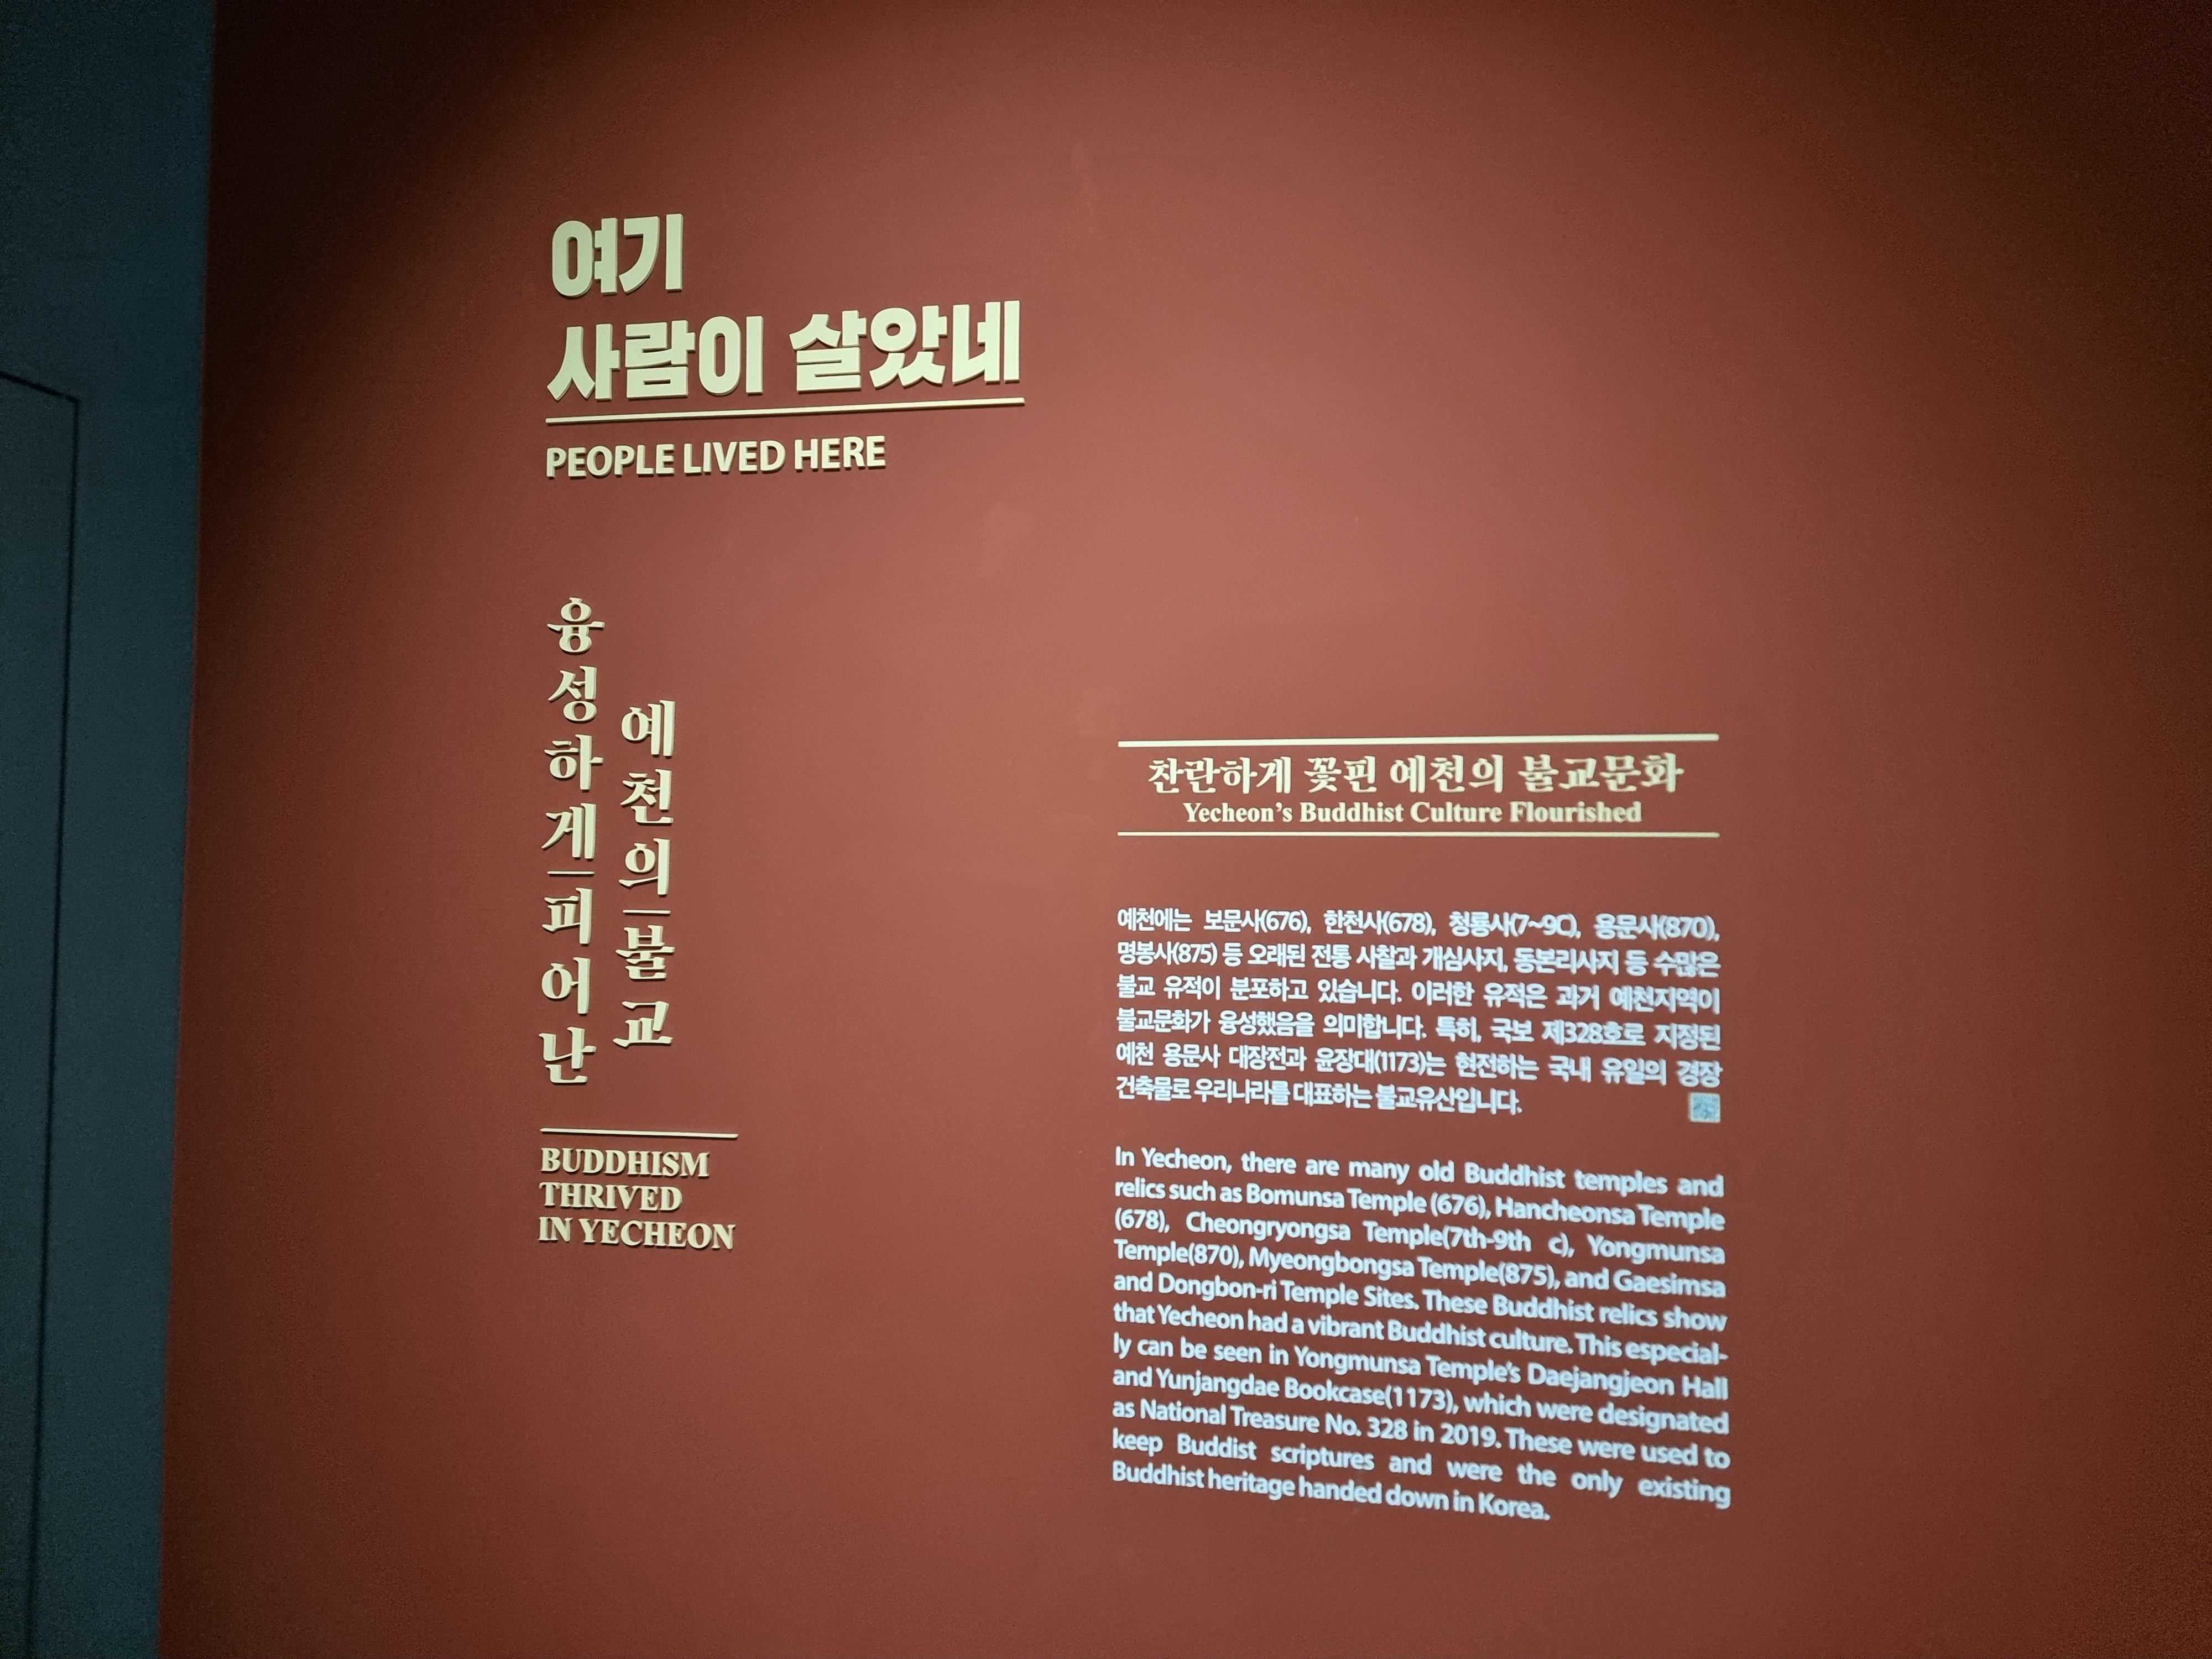 여기
사람이 살았네
PEOPLE LIVED HERE
융성하게 피어난
예천의 불교
BUDDHISM
THRIVED
IN YECHEON
찬란하게 꽃핀 예천의 불교문화
Yecheon's Buddhist Culture Flourished
예천에는 보문사(676), 한천사(678), 청룡사(7~9C), 용문사(870),
명봉사(875) 등 오래된 전통 사찰과 개심사지, 동본리사지 등 수많은
불교 유적이 분포하고 있습니다. 이러한 유적은 과거 예천지역이
불교문화가 융성했음을 의미합니다. 특히, 국보 제328호로 지정된
예천 용문사 대장전과 윤장대(1173)는 현전하는 국내 유일의 경장
건축물로 우리나라를 대표하는 불교유산입니다.
In Yecheon, there are many old Buddhist temples and
relics such as Bomunsa Temple (676), Hancheonsa Temple
(678), Cheongryongsa Temple(7th-9th c), Yongmunsa
Temple(870), Myeongbongsa Temple(875), and Gaesimsa
and Dongbon-ri Temple Sites. These Buddhist relics show
that Yecheon had a vibrant Buddhist culture. This especial-
ly can be seen in Yongmunsa Temple's Daejangjeon Hall
and Yunjangdae Bookcase(1173), which were designated
as National Treasure No. 328 in 2019. These were used to
keep Buddist scriptures and were the only existing
Buddhist heritage handed down in Korea.